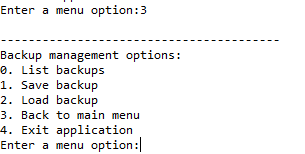 Enter a menu option:3
----------------------------------------
Backup management options:
0. List backups
1. Save backup
2. Load backup
3. Back to main menu
4. Exit application
Enter a menu option: